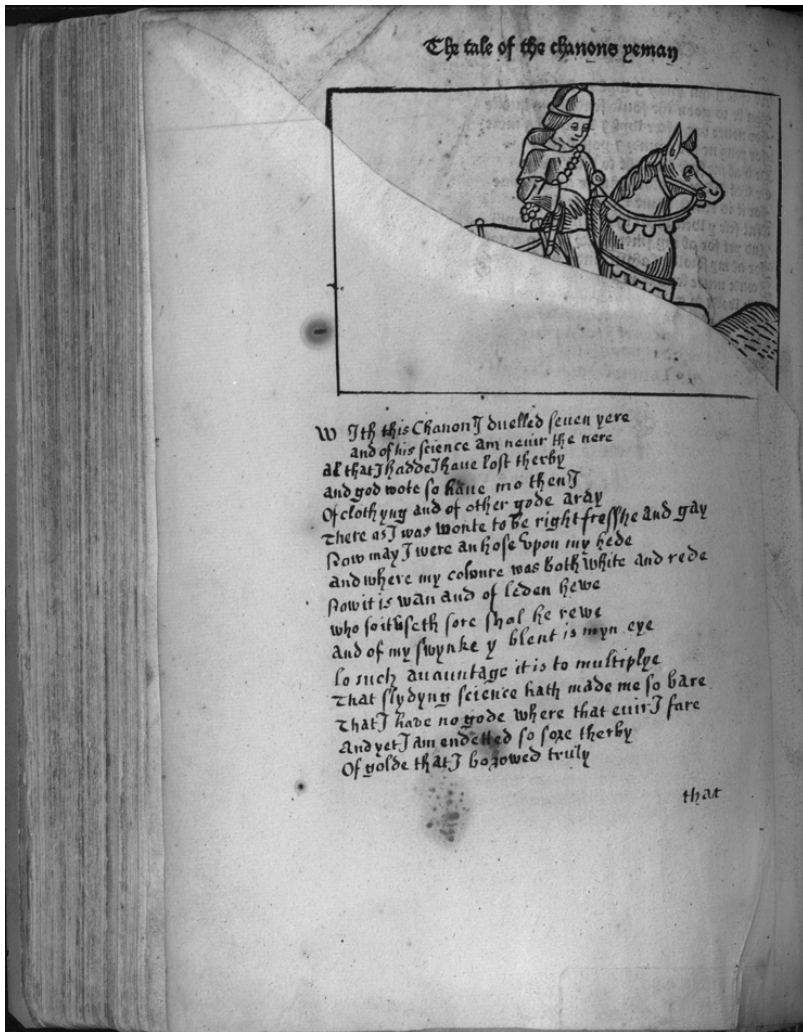 The tale of the chanons yeman
WIth this Chanon I duelled seuen yere
and of his science am neuir the nere
al that I hadde I haue lost therby
and god wote so haue mo then I
Of clothyng and of other gode aray
There as I was wonte to be right fresshe and gay
Now may I were an hose vpon my hede
and where my coloure was both white and rede
Now it is wan and of leden hewe
who so it vseth sore shal he rewe
and of my swynke y blent is myn eye
lo such auauntage it is to multiplye
That slydyng science hath made me so bare
That I haue no gode where that euir I fare
and yet I am endetted so sore therby
Of golde that I borowed truly
that